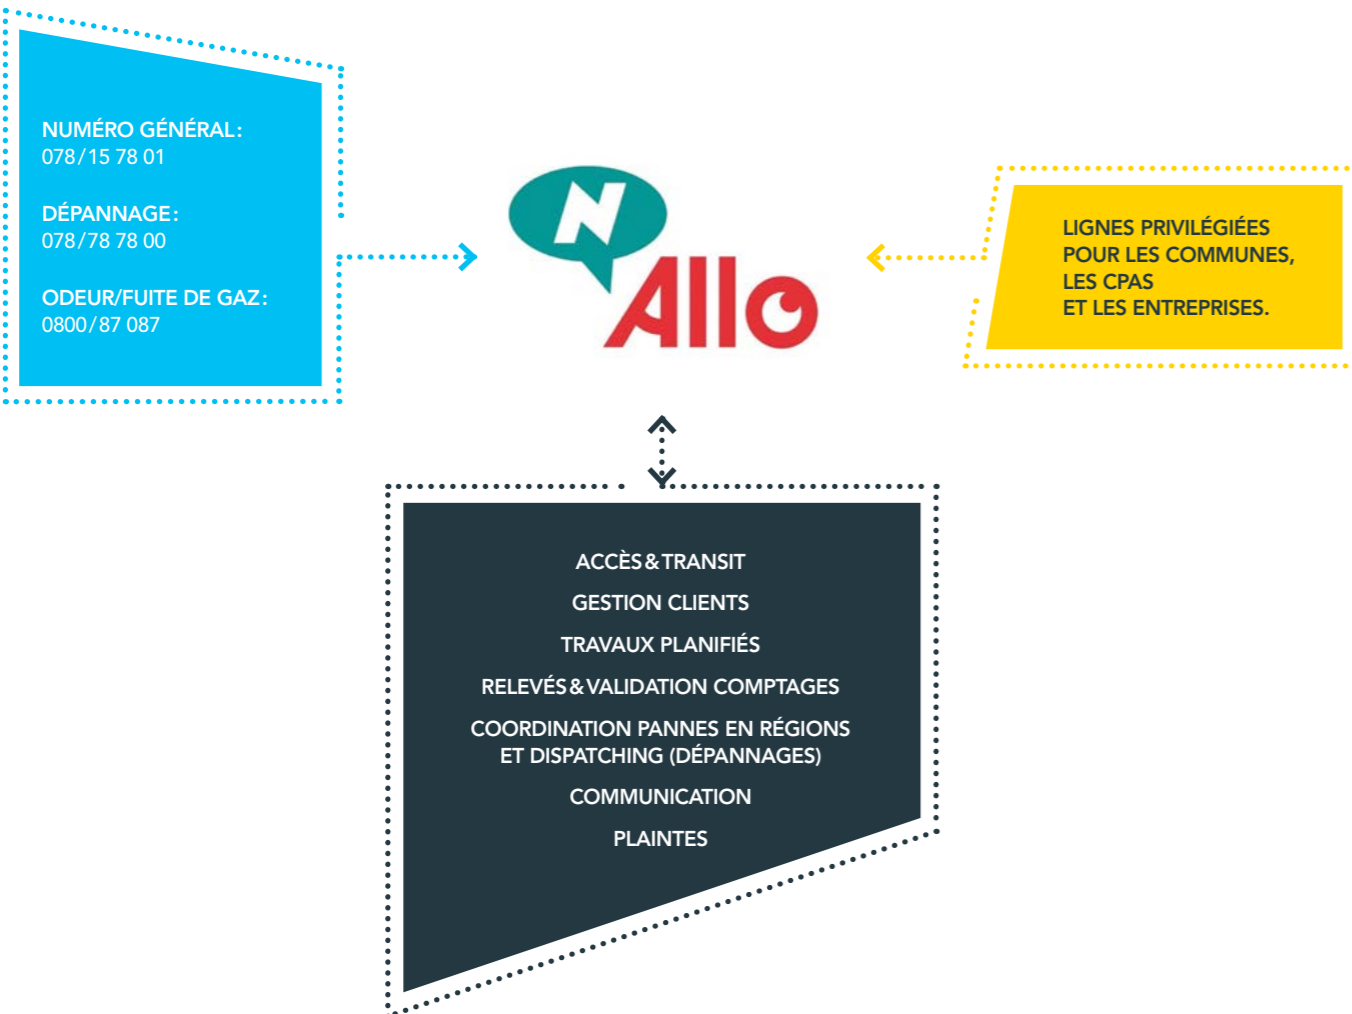 NUMÉRO GÉNÉRAL:
078/15 78 01
DÉPANNAGE:
078/78 78 00
ODEUR/FUITE DE GAZ:
0800/87 087
N
Allo
LIGNES PRIVILÉGIÉES
POUR LES COMMUNES,
LES CPAS
ET LES ENTREPRISES.
ACCÈS & TRANSIT
GESTION CLIENTS
TRAVAUX PLANIFIÉS
RELEVÉS & VALIDATION COMPTAGES
COORDINATION PANNES EN RÉGIONS
ET DISPATCHING (DÉPANNAGES)
COMMUNICATION
PLAINTES